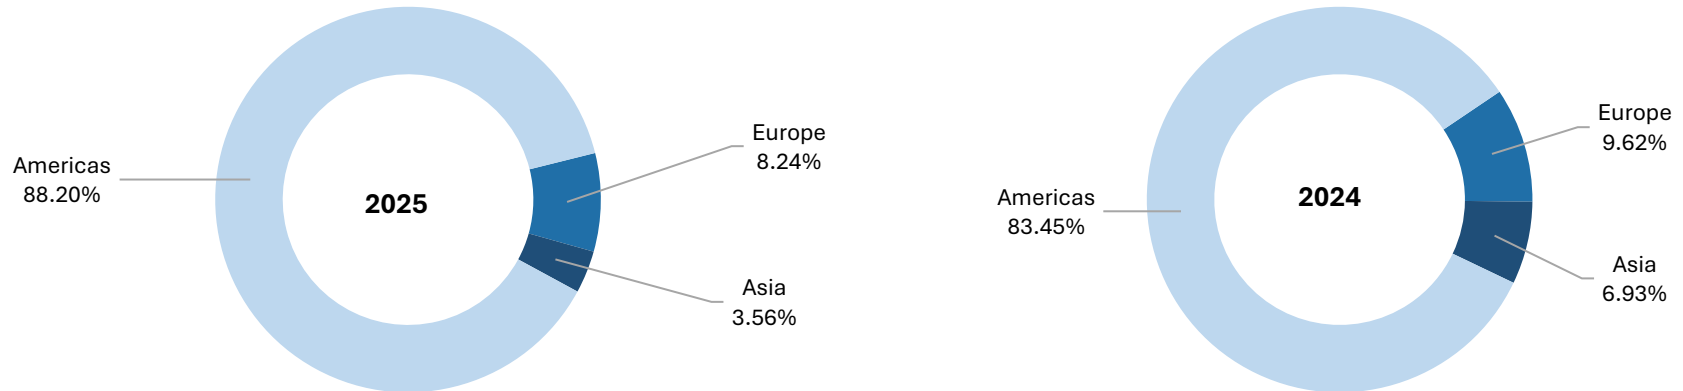 Americas
88.20%
2025
Europe
8.24%
Asia
3.56%
Americas
83.45%
2024
Europe
9.62%
Asia
6.93%